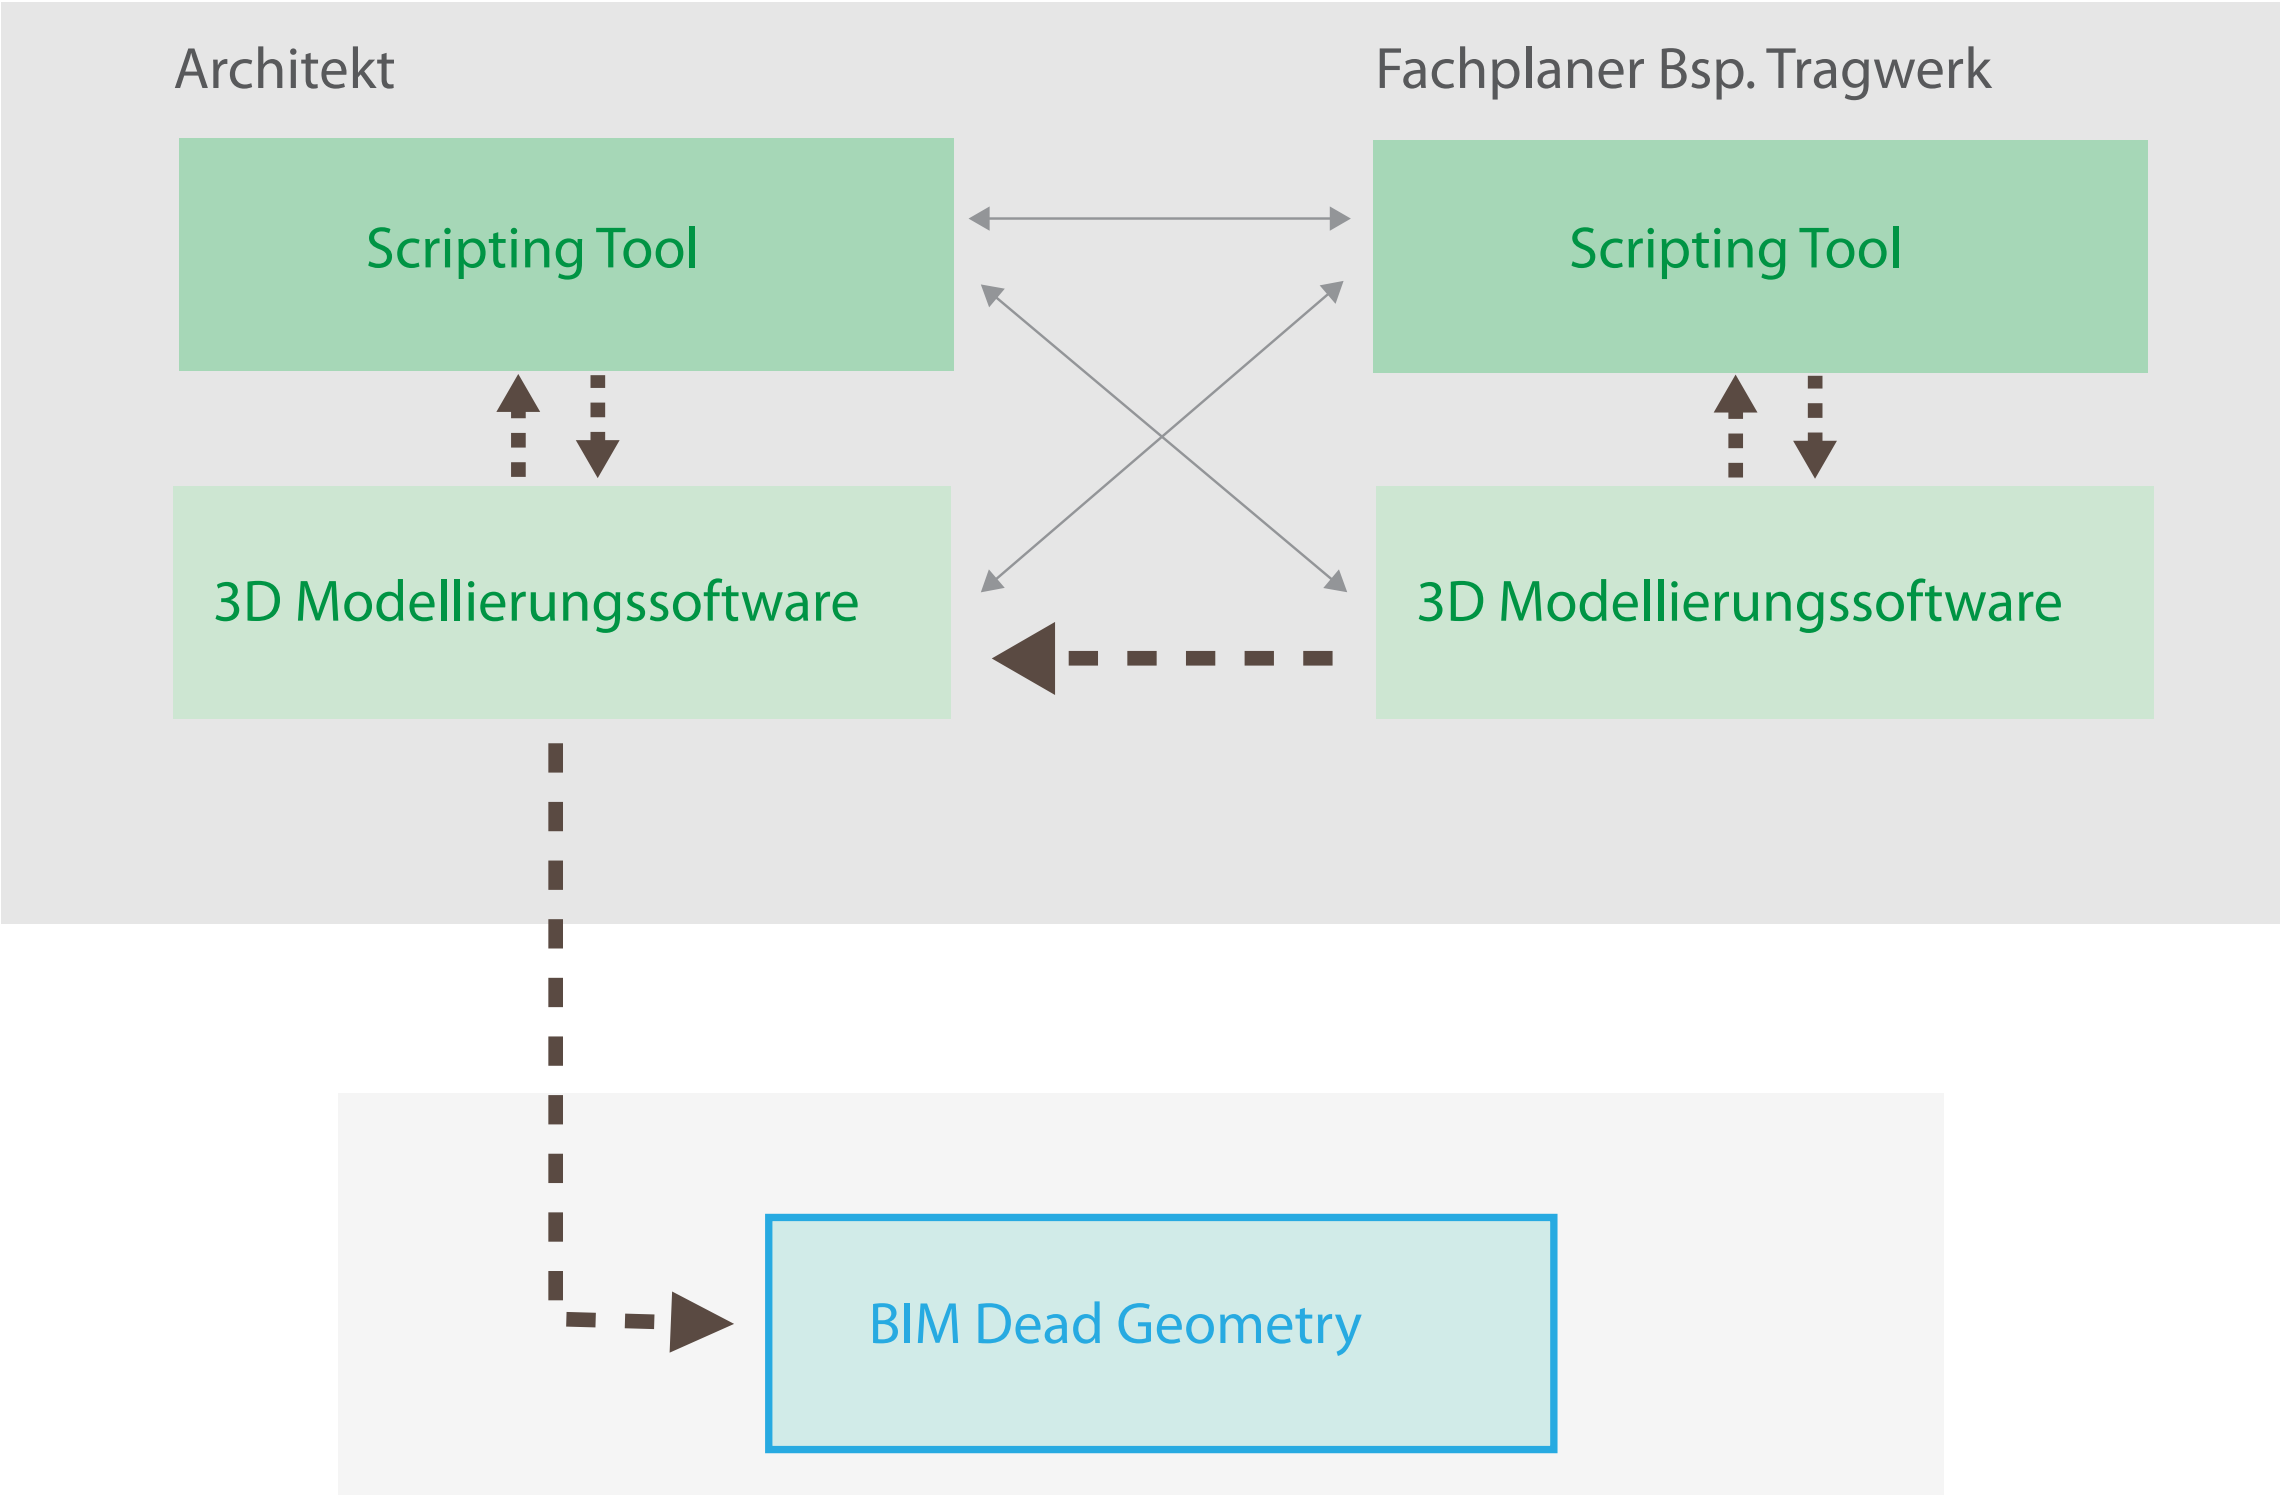 Architekt
Fachplaner Bsp. Tragwerk
Scripting Tool
Scripting Tool
3D Modellierungssoftware
3D Modellierungssoftware
BIM Dead Geometry